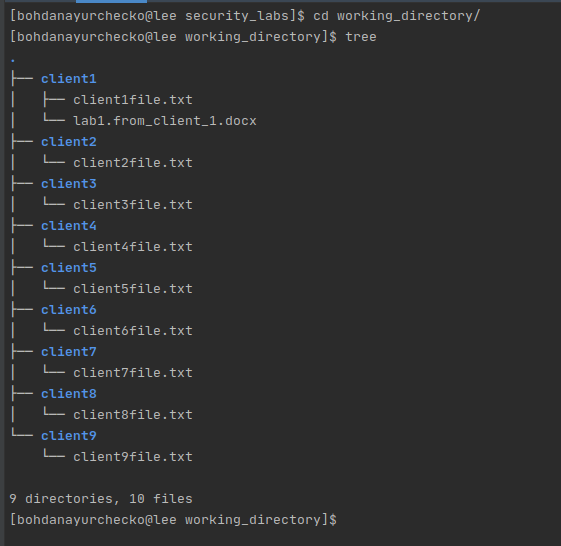 [bohdanayurchecko@lee security_labs]$ cd working_directory/
[bohdanayurchecko@lee working_directory]$ tree
.
├── client1
│   ├── client1file.txt
│   └── lab1.from_client_1.docx
├── client2
│   └── client2file.txt
├── client3
│   └── client3file.txt
├── client4
│   └── client4file.txt
├── client5
│   └── client5file.txt
├── client6
│   └── client6file.txt
├── client7
│   └── client7file.txt
├── client8
│   └── client8file.txt
└── client9
    └── client9file.txt

9 directories, 10 files
[bohdanayurchecko@lee working_directory]$